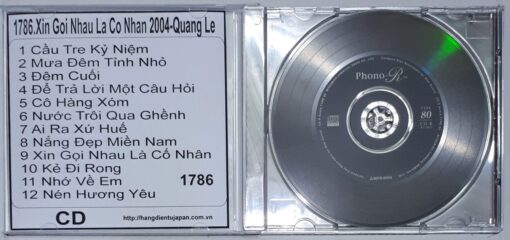 1786.Xin Goi Nhau La Co Nhan 2004-Quang Le
1 Cầu Tre Kỷ Niệm
2 Mưa Đêm Tỉnh Nhỏ
3 Đêm Cuối
4 Để Trả Lời Một Câu Hỏi
5 Cô Hàng Xóm
6 Nước Trôi Qua Ghềnh
7 Ai Ra Xứ Huế
8 Nắng Đẹp Miền Nam
9 Xin Gọi Nhau Là Cố Nhân
10 Kẻ Đi Rong
11 Nhớ Về Em 1786
12 Nén Hương Yêu
CD http://hangdientujapan.com.vn/
Phono-R
80
CD-R